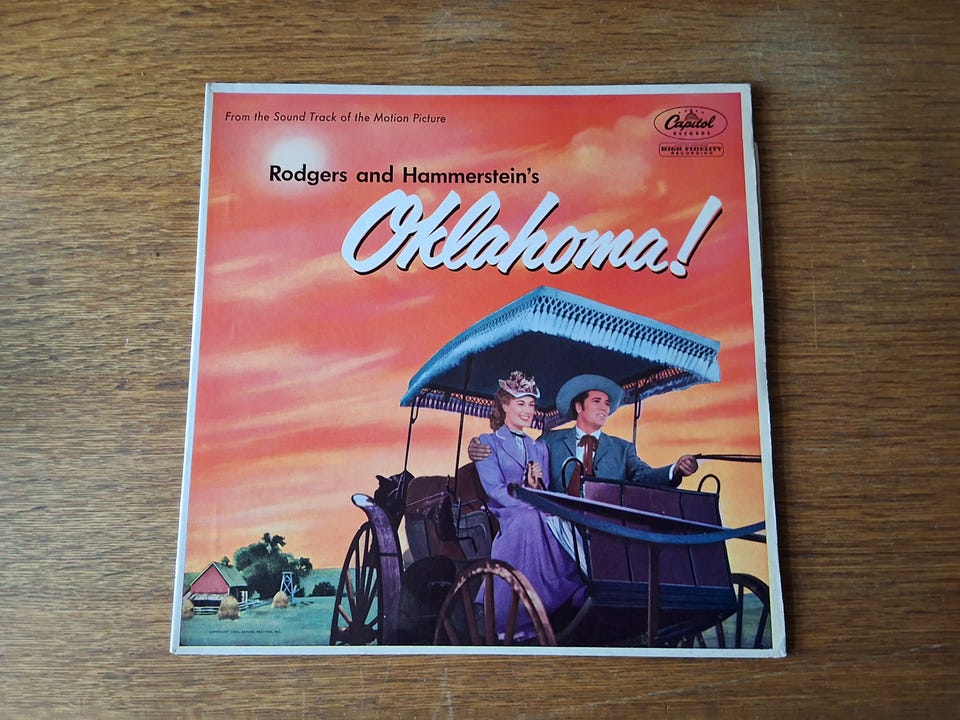 From the Sound Track of the Motion Picture
Capitol
RECORDS
HIGH FIDELITY
RECORDING
Rodgers and Hammerstein's
Oklahoma!